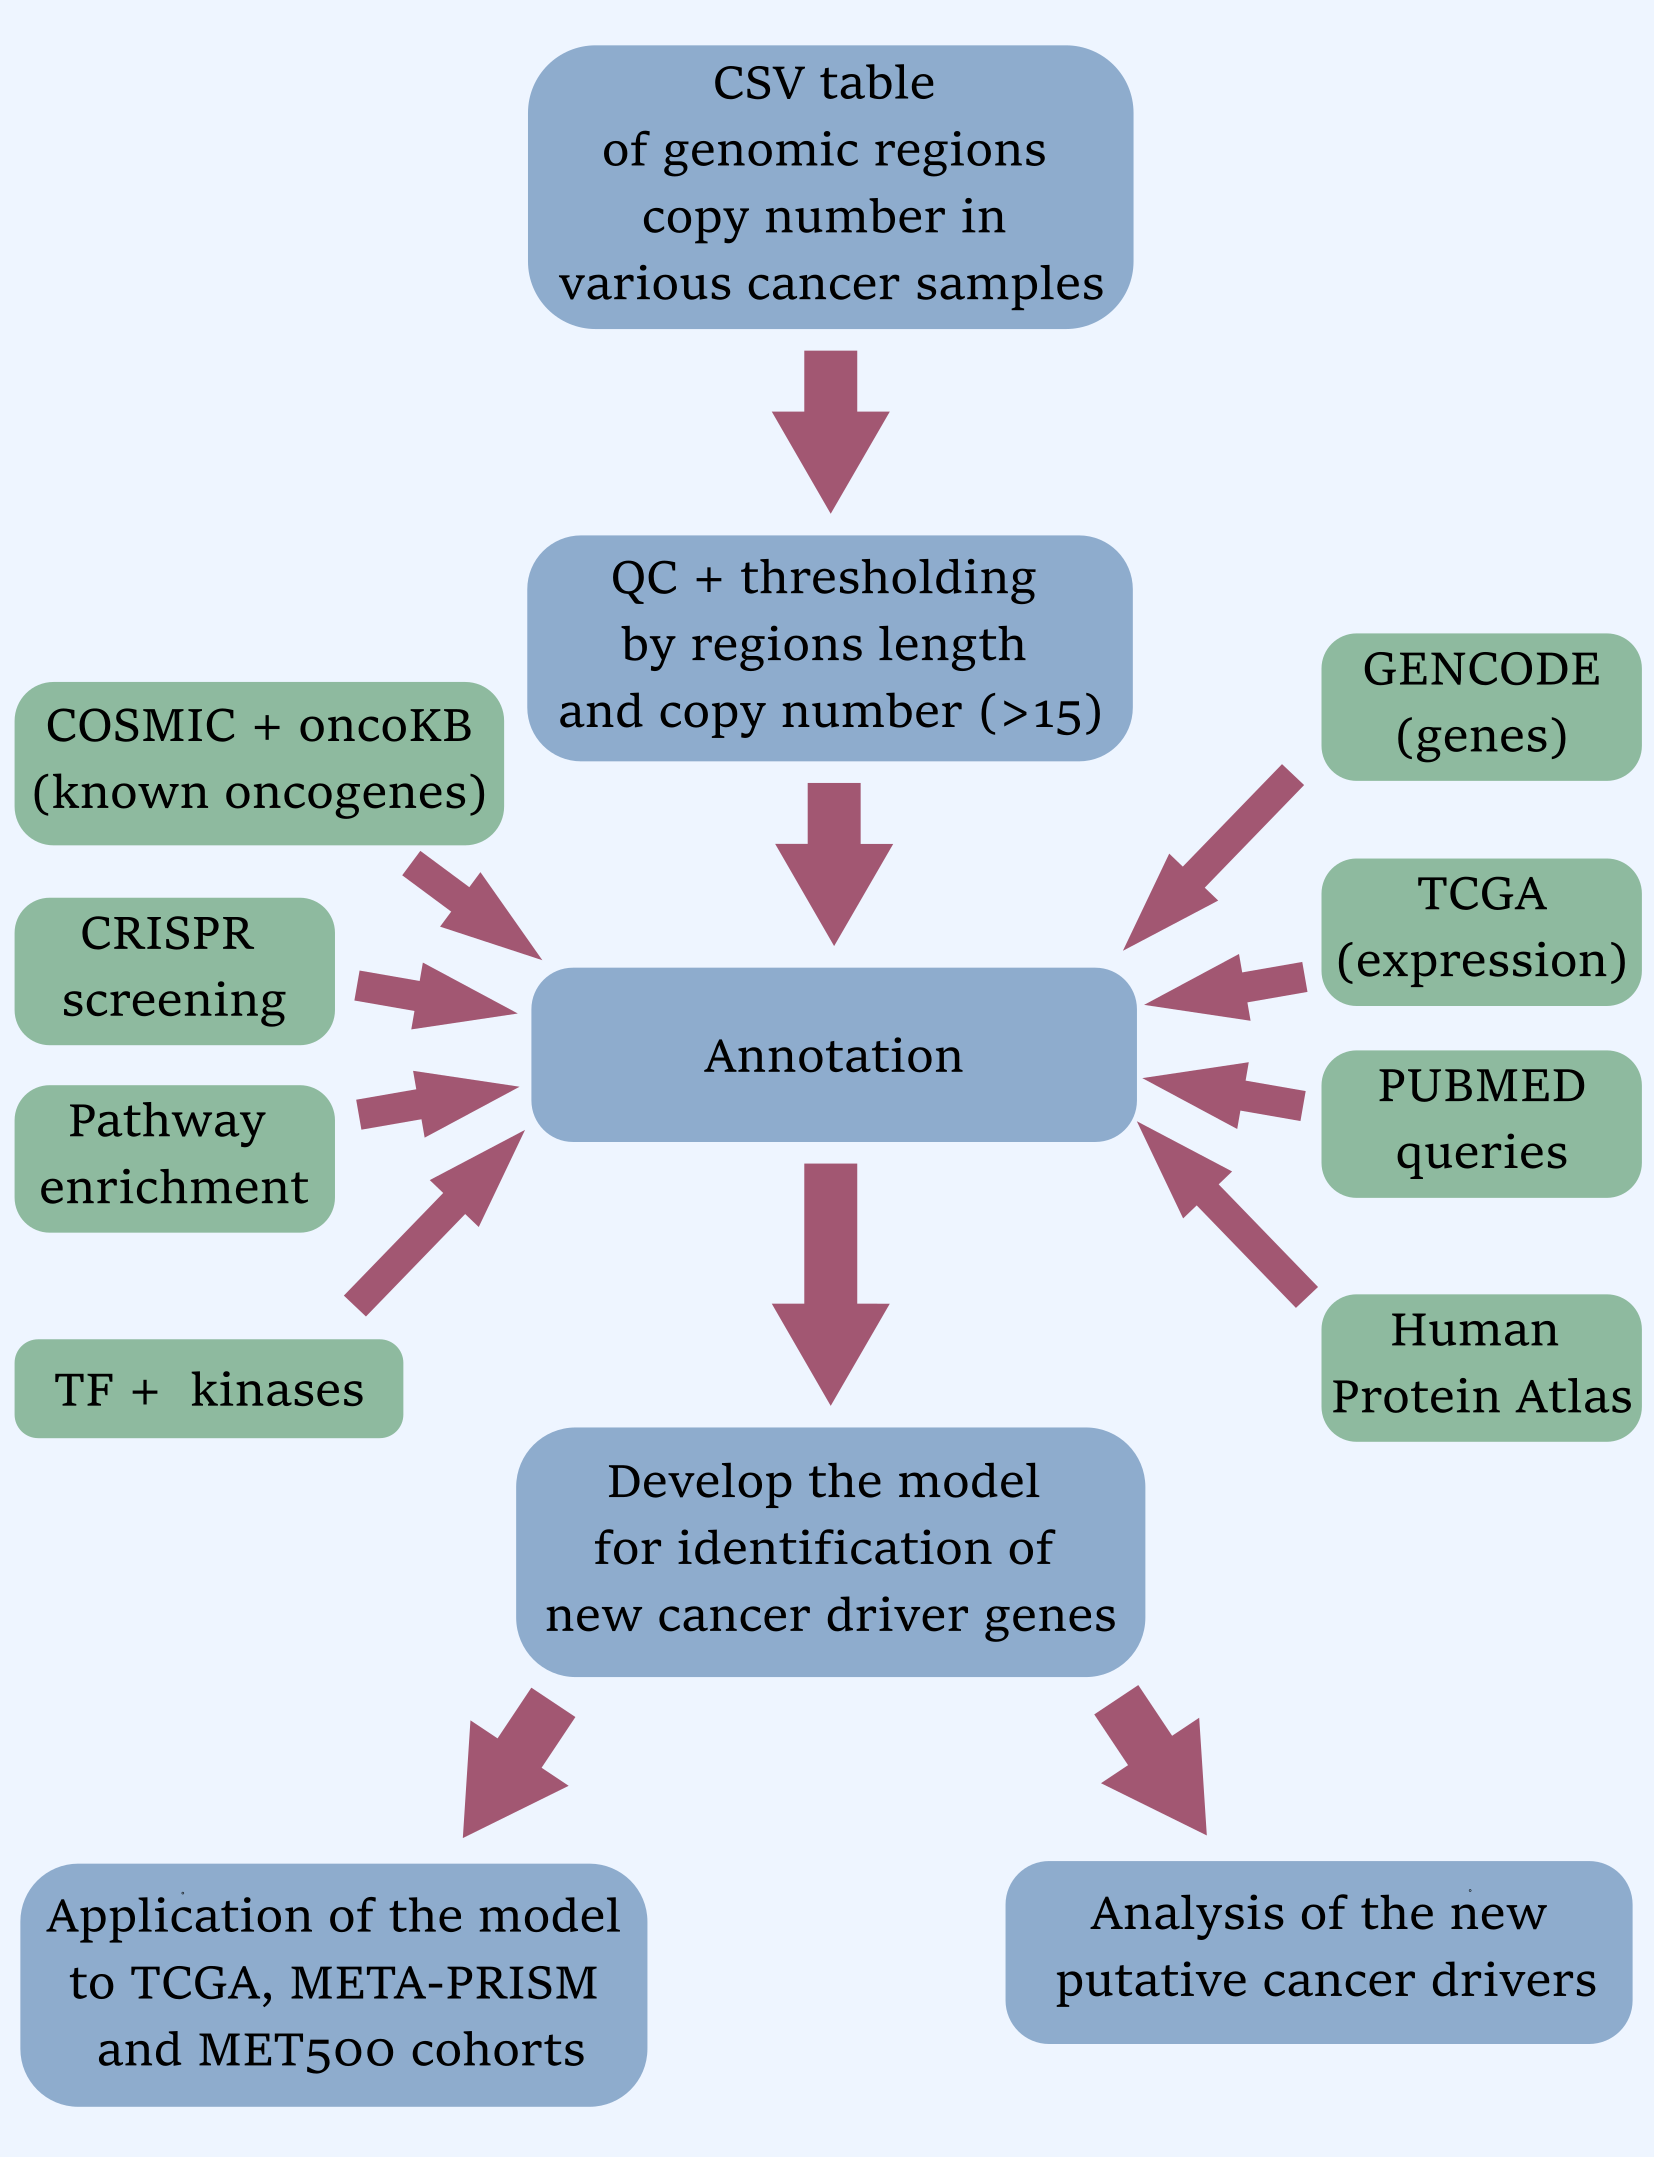 CSV table
of genomic regions
copy number in
various cancer samples
QC + thresholding
by regions length
and copy number (>15)
COSMIC + oncoKB
(known oncogenes)
CRISPR
screening
Pathway
enrichment
TF + kinases
GENCODE
(genes)
TCGA
(expression)
PUBMED
queries
Human
Protein Atlas
Annotation
Develop the model
for identification of
new cancer driver genes
Application of the model
to TCGA, META-PRISM
and MET500 cohorts
Analysis of the new
putative cancer drivers